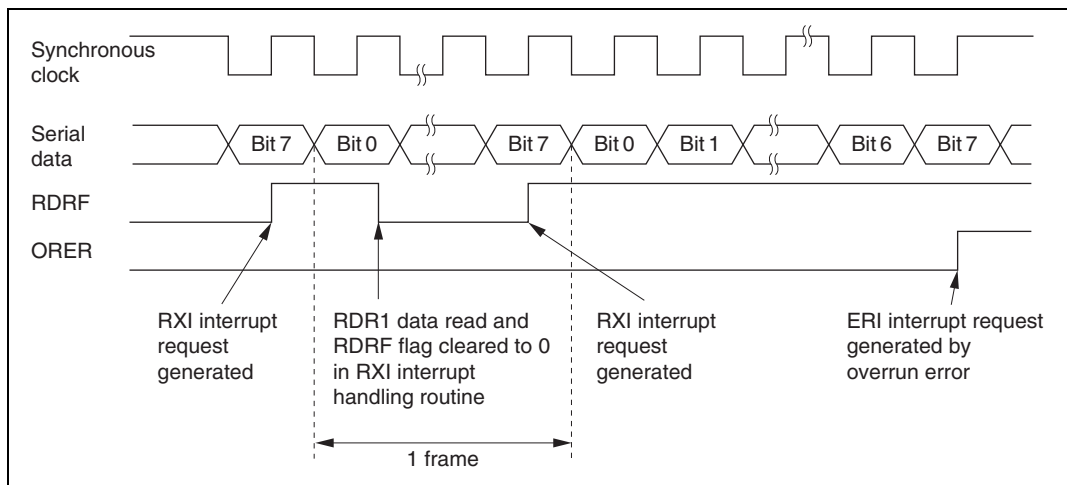 Synchronous
clock
Serial
data
Bit 7
Bit 0
Bit 7
Bit 0
Bit 1
Bit 6
Bit 7
RDRF
ORER
RXI interrupt
request
generated
RDR1 data read and
RDRF flag cleared to 0
in RXI interrupt
handling routine
RXI interrupt
request
generated
ERI interrupt request
generated by
overrun error
1 frame